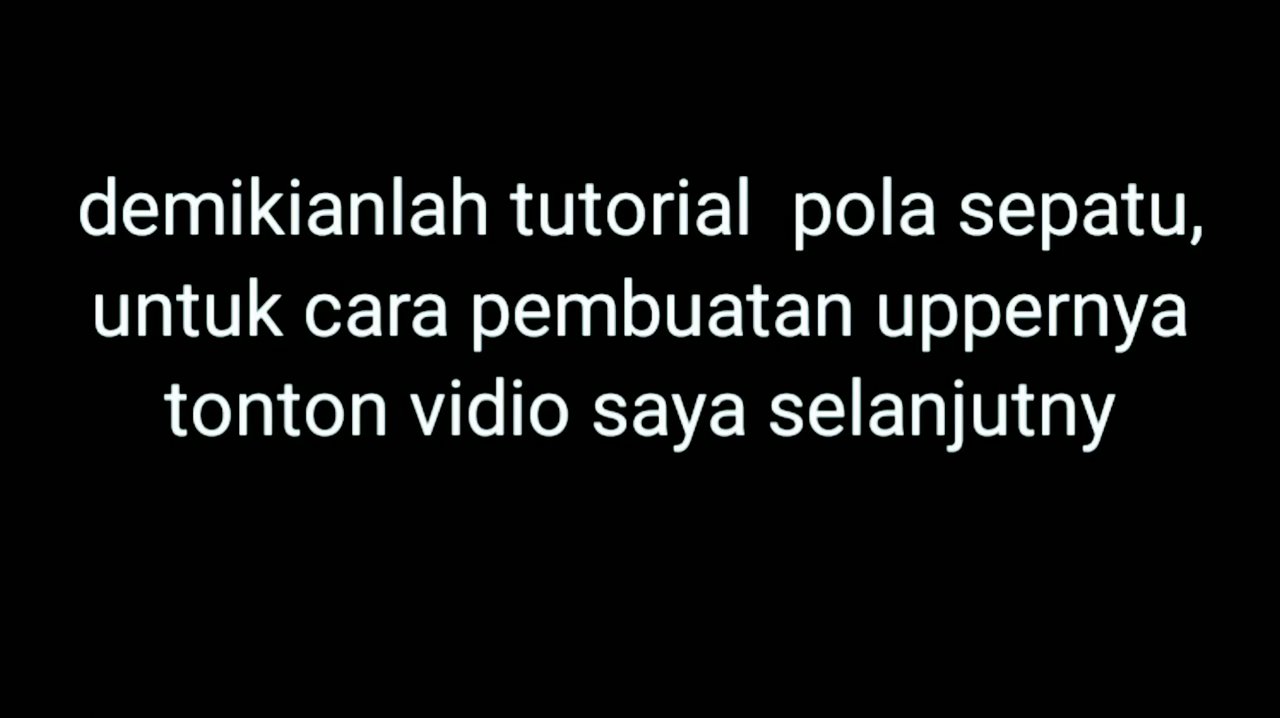 demikianlah tutorial  pola sepatu,
untuk cara pembuatan uppernya
tonton vidio saya selanjutny